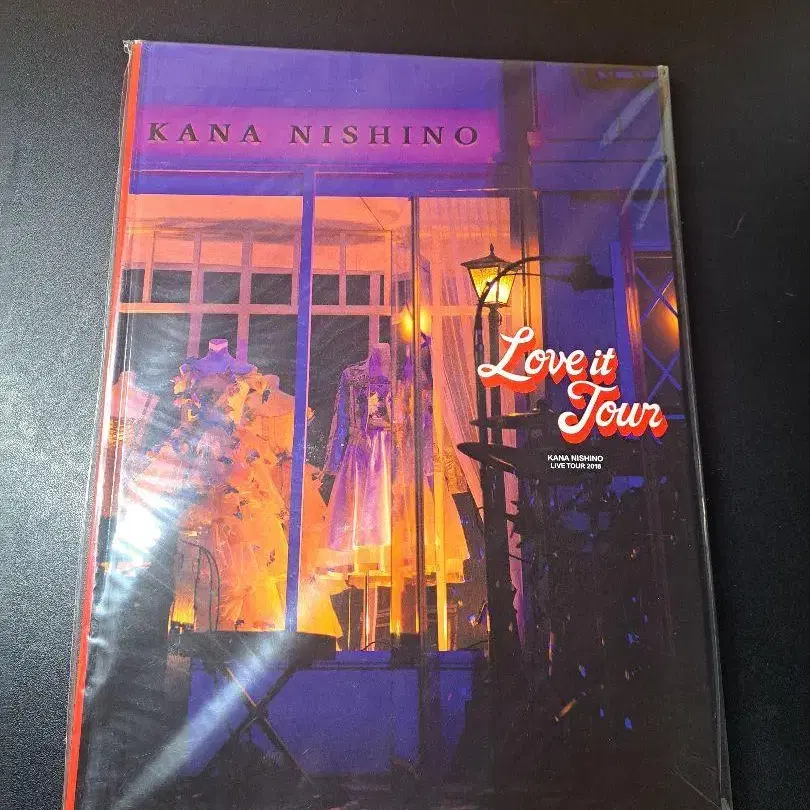 KANA NISHINO
Love it
Tour
KANA NISHINO
LIVE TOUR 2018